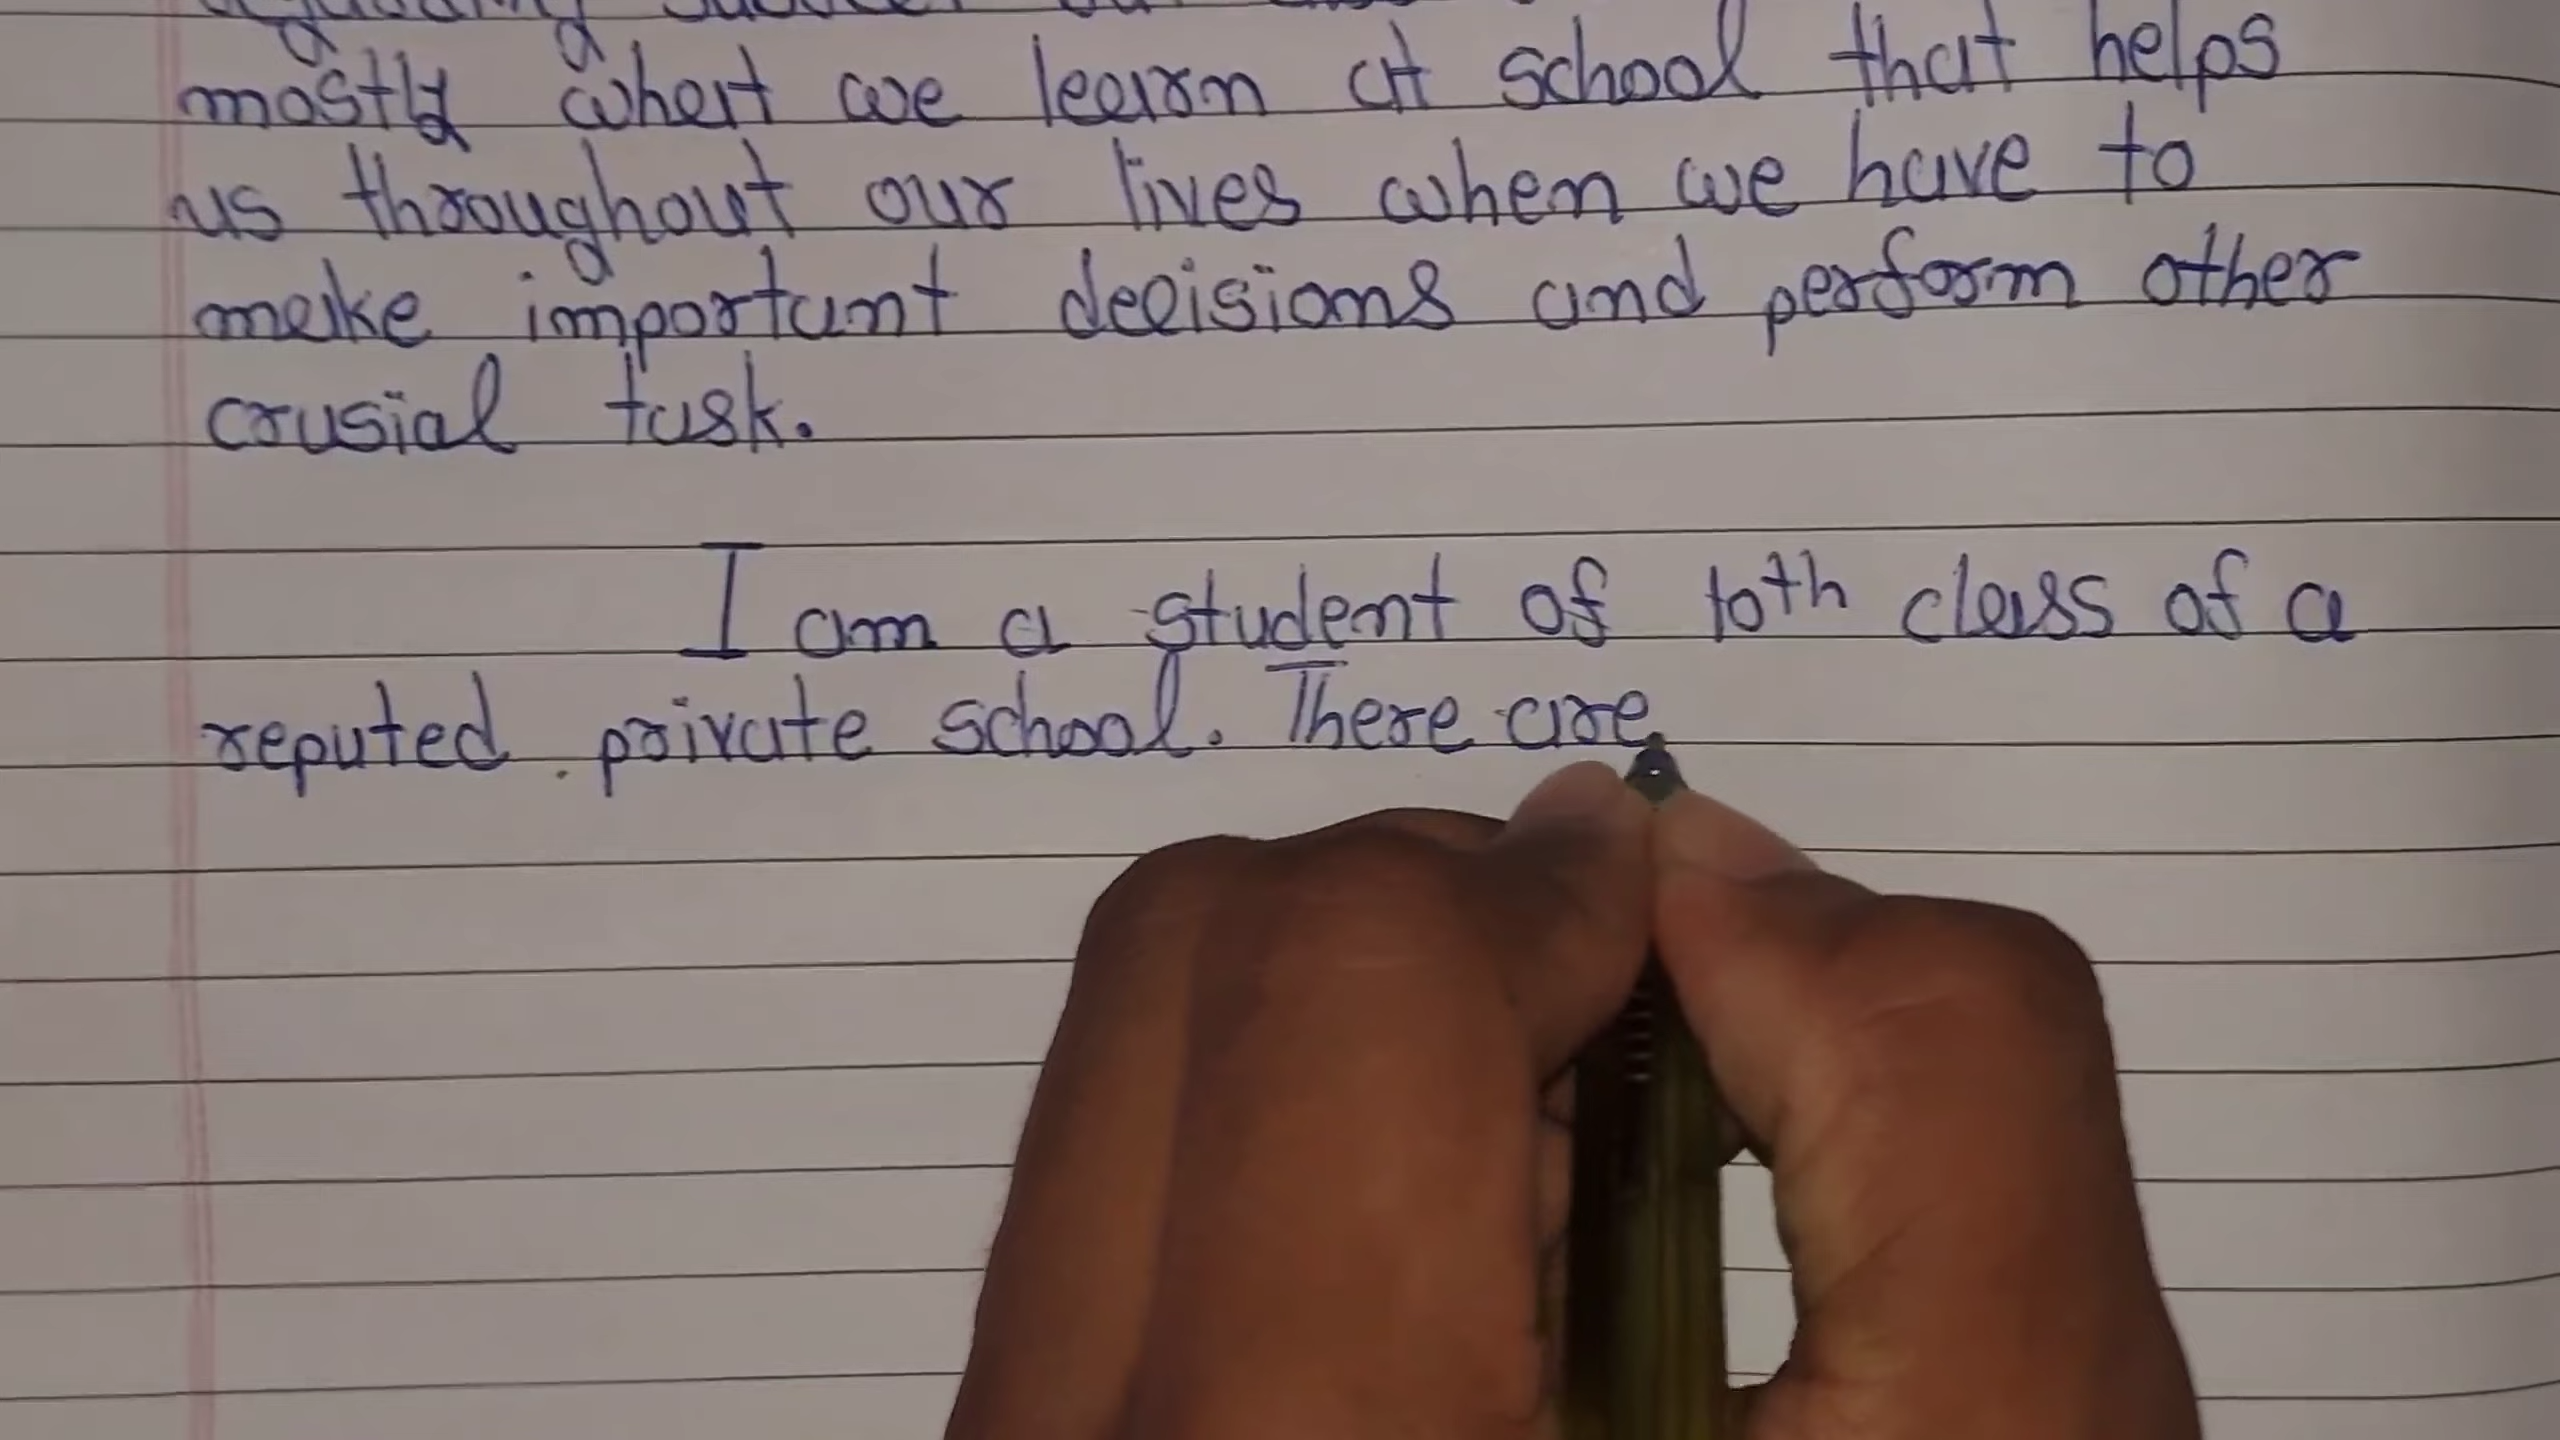 mostly what we learn at school that helps
us throughout our lives when we have to
make important decisions and perform other
crusial task.
I am a student of 10th class of a
reputed private school. There are